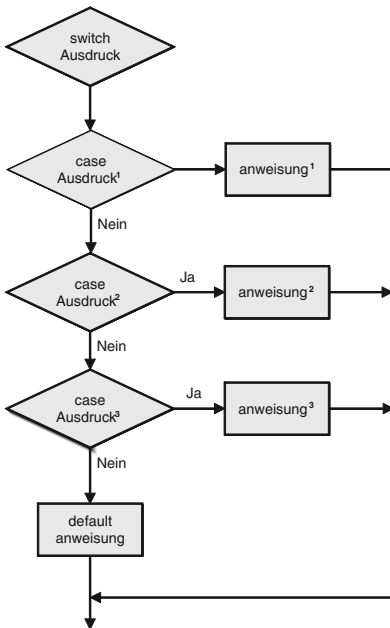 switch
Ausdruck
case
Ausdruck¹
anweisung¹
Nein
case
Ausdruck²
Ja
anweisung²
Nein
case
Ausdruck³
Ja
anweisung³
Nein
default
anweisung